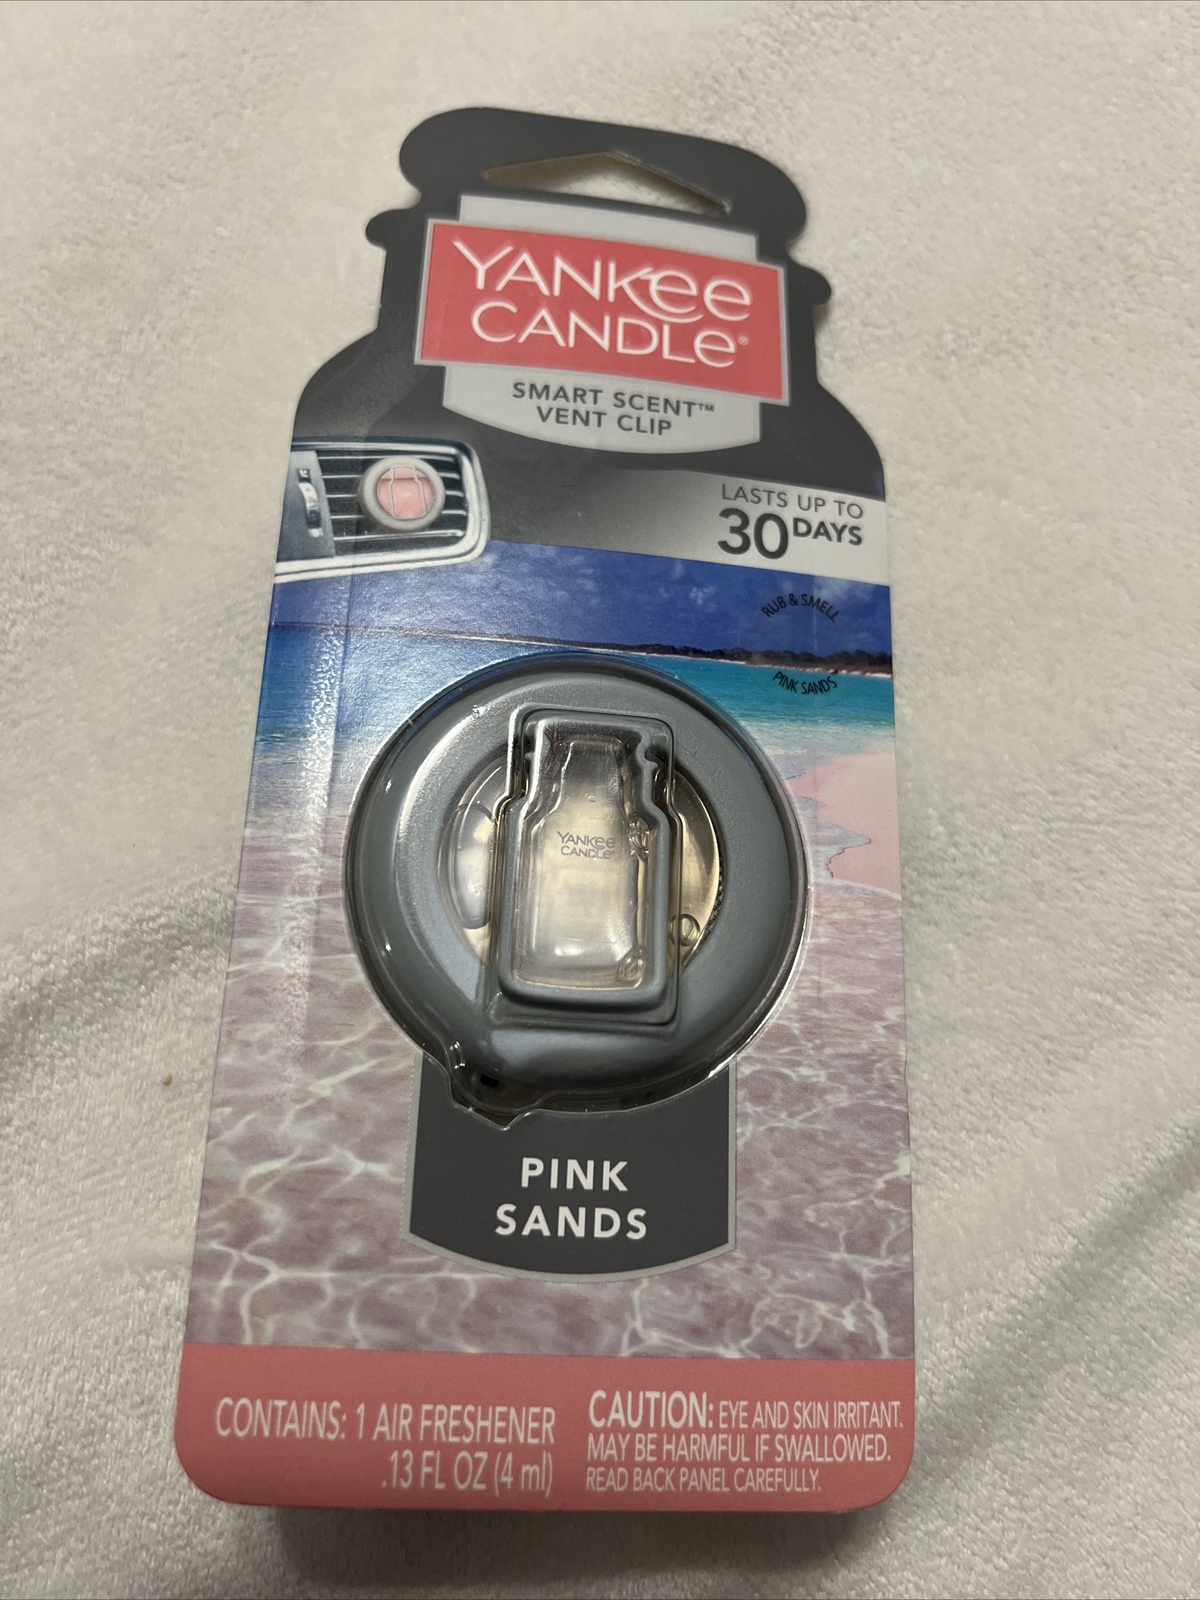 YANKEE
CANDLE®
SMART SCENT™
VENT CLIP
LASTS UP TO
30 DAYS
RUB & SMELL
PINK SANDS™
YANKEE
CANDLE®
PINK
SANDS
CONTAINS: 1 AIR FRESHENER
.13 FL OZ (4 ml)
CAUTION: EYE AND SKIN IRRITANT.
MAY BE HARMFUL IF SWALLOWED.
READ BACK PANEL CAREFULLY.